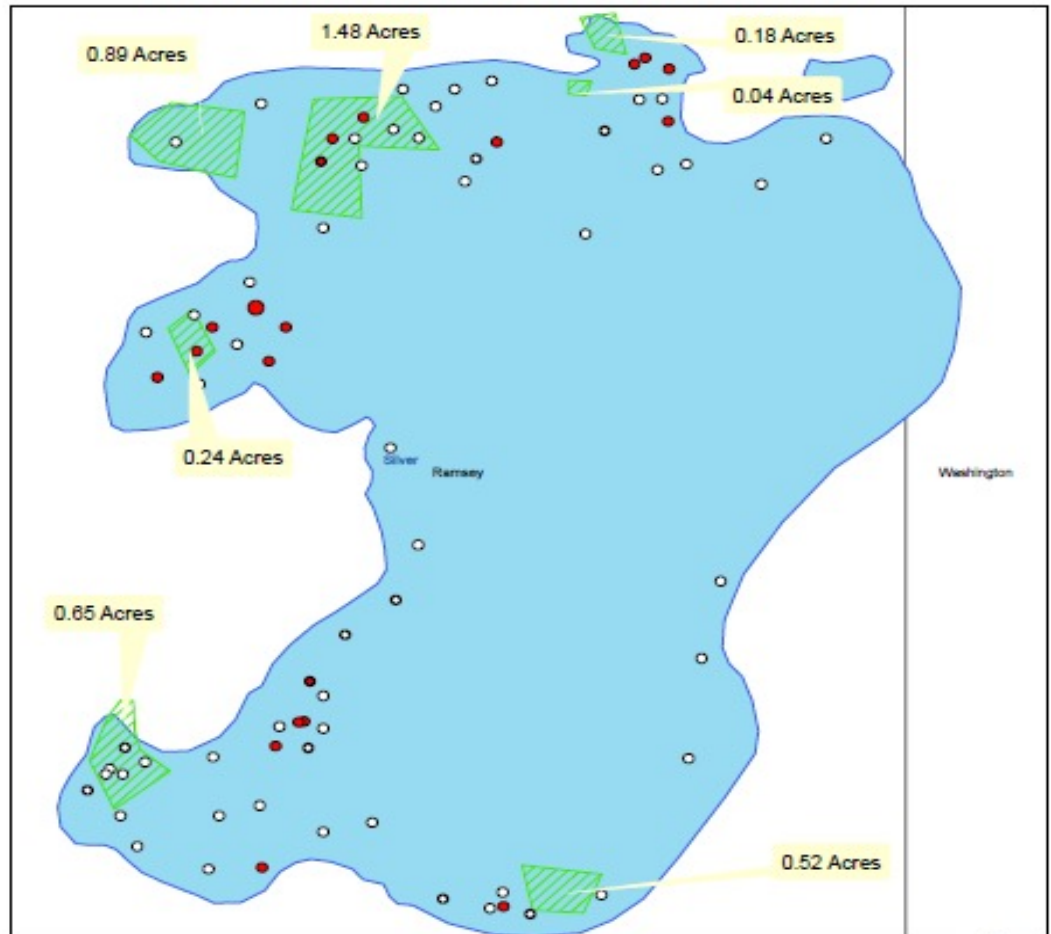 1.48 Acres
0.18 Acres
0.89 Acres
0.04 Acres
0.24 Acres
Silver
Ramsey
Washington
0.65 Acres
0.52 Acres